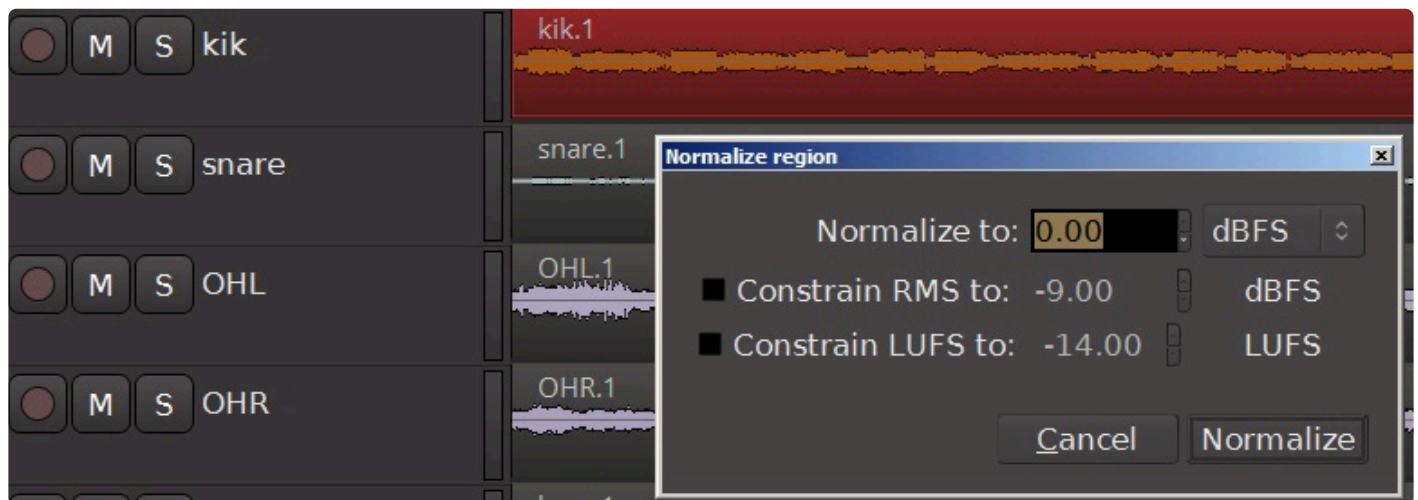 M S kik
kik.1
M S snare
snare.1
Normalize region
Normalize to: 0.00 dBFS
Constrain RMS to: -9.00 dBFS
Constrain LUFS to: -14.00 LUFS
Cancel Normalize
M S OHL
OHL.1
M S OHR
OHR.1